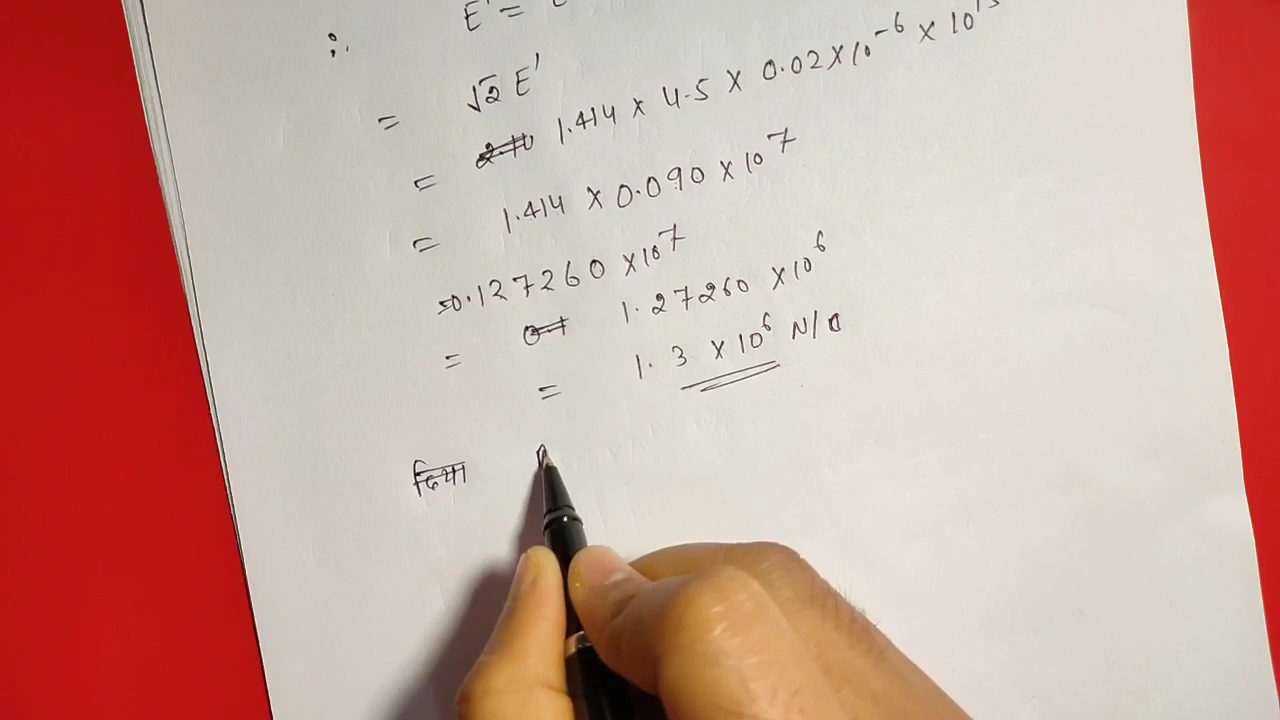 ∴ E' =
= √2 E'
= 1.414 × 4.5 × 0.02 × 10⁻⁶ × 10¹³
= 1.414 × 0.090 × 10⁷
= 0.127260 × 10⁷
= 1.27260 × 10⁶
= 1.3 × 10⁶ N/C